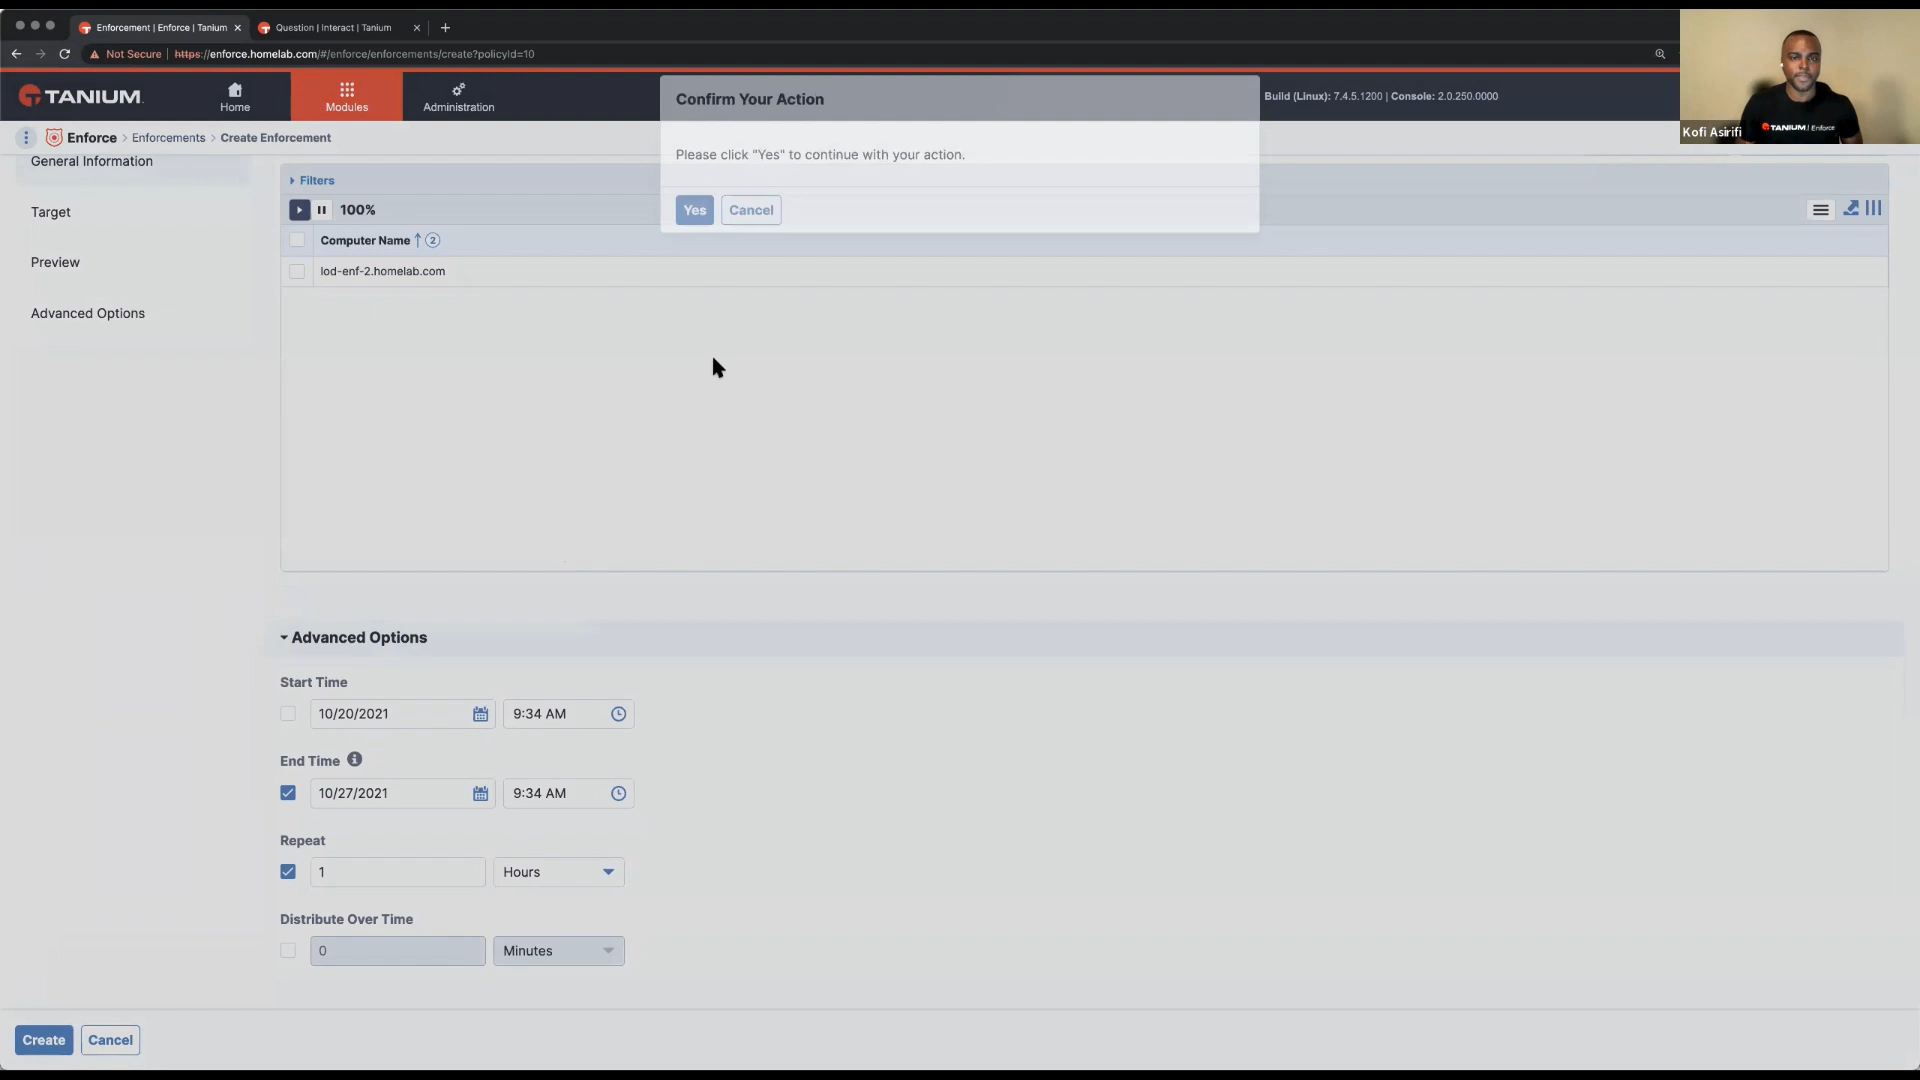 Enforcement | Enforce | Tanium
Question | Interact | Tanium
Not Secure | https://enforce.homelab.com/#/enforce/enforcements/create?policyId=10
TANIUM
Home
Modules
Administration
Build (Linux): 7.4.5.1200 | Console: 2.0.250.0000
TANIUM | Enforce
Kofi Asirifi
Confirm Your Action
Please click "Yes" to continue with your action.
Yes
Cancel
Enforce > Enforcements > Create Enforcement
General Information
Target
Preview
Advanced Options
Filters
100%
Computer Name 2
lod-enf-2.homelab.com
Advanced Options
Start Time
10/20/2021 9:34 AM
End Time
10/27/2021 9:34 AM
Repeat
1 Hours
Distribute Over Time
0 Minutes
Create Cancel